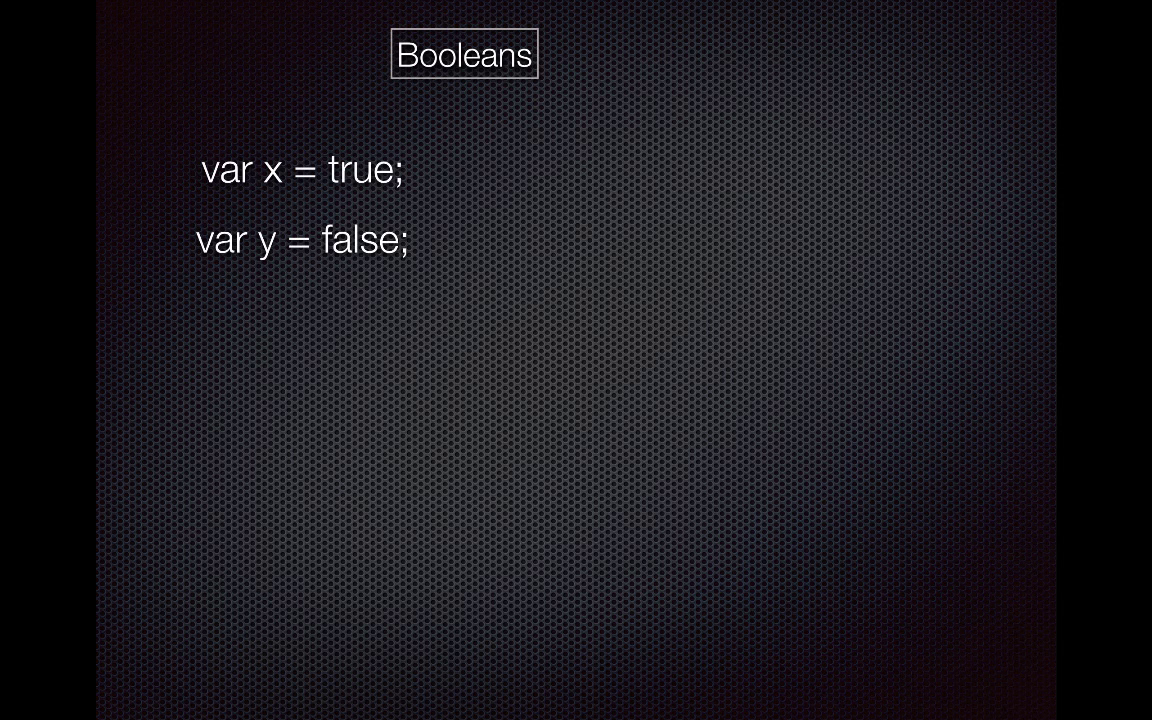 Booleans
var x = true;
var y = false;